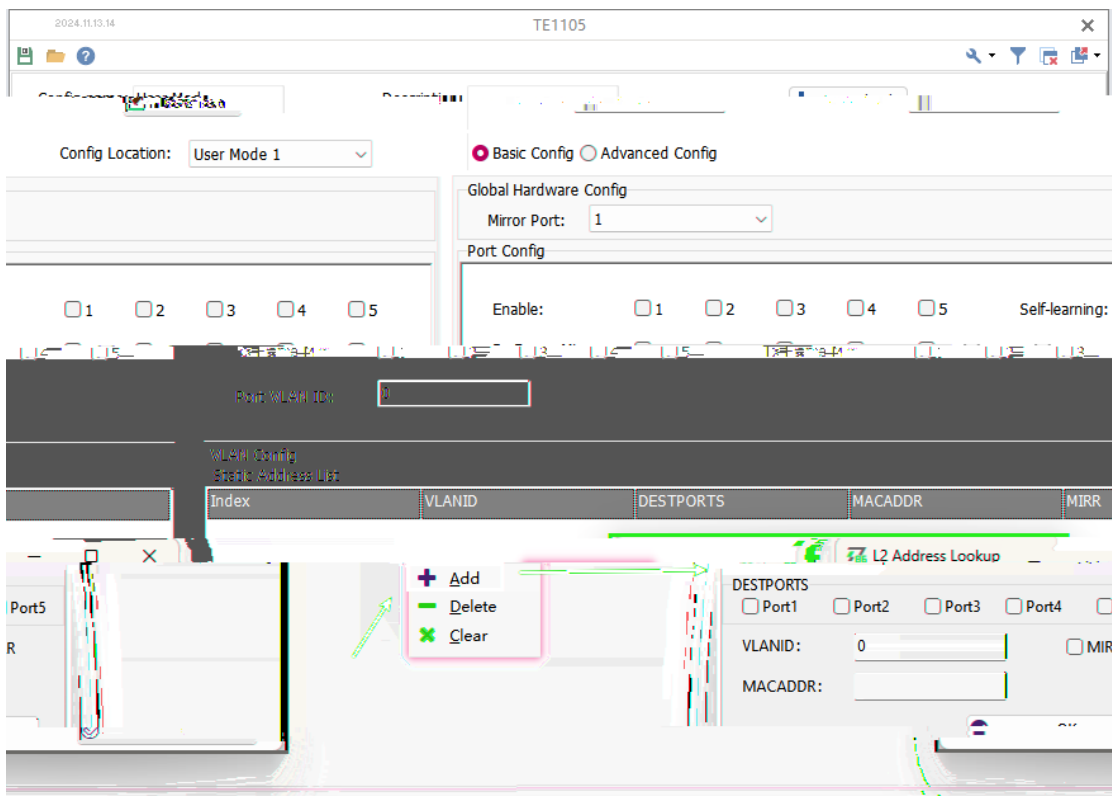 2024.11.13.14
TE1105
Config Location: User Mode 1
Basic Config Advanced Config
Global Hardware Config
Mirror Port: 1
Port Config
1 2 3 4 5
Enable: 1 2 3 4 5 Self-learning:
Port VLAN ID: 0
VLAN Config
Static Address List
Index VLANID DESTPORTS MACADDR MIRR
L2 Address Lookup
Add
Delete
Clear
DESTPORTS
Port5
Port1 Port2 Port3 Port4
R
VLANID: 0 MIR
MACADDR: